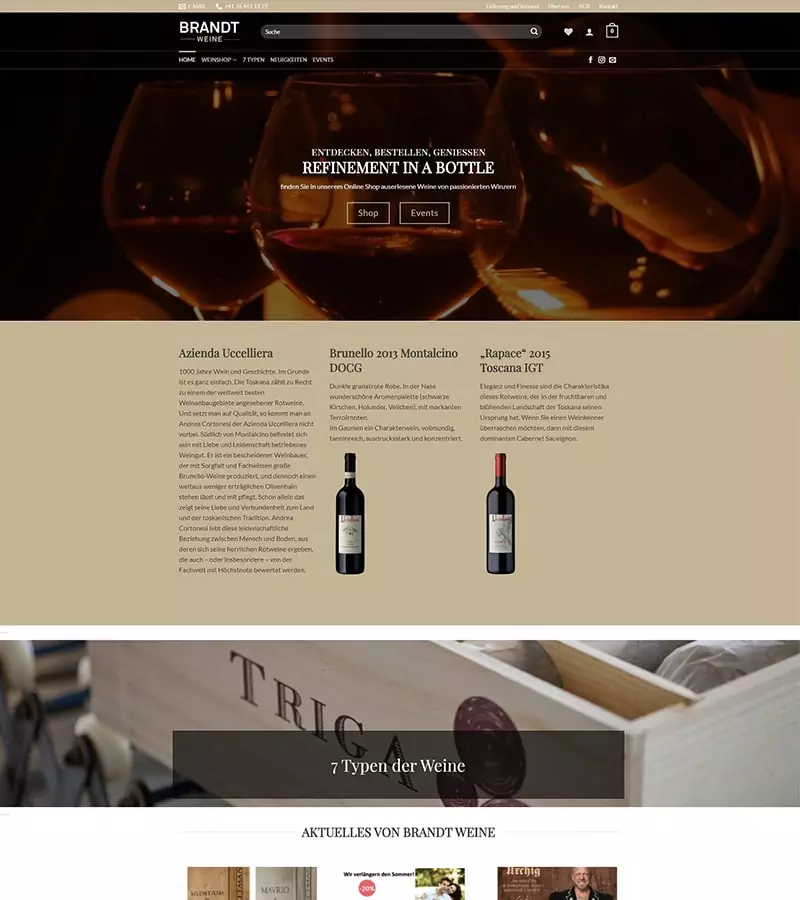 E-MAIL
+41 76 441 19 22
Lieferung und Versand
Über uns
AGB
Kontakt
BRANDT
WEINE
Suche
0
HOME
WEINSHOP
7 TYPEN
NEUIGKEITEN
EVENTS
ENTDECKEN, BESTELLEN, GENIESSEN
REFINEMENT IN A BOTTLE
finden Sie in unserem Online Shop auserlesene Weine von passionierten Winzern
Shop
Events
Azienda Uccelliera
1000 Jahre Wein und Geschichte. Im Grunde
ist es ganz einfach. Die Toskana zählt zu Recht
zu einem der weltweit besten
Weinanbaugebiete angesehener Rotweine.
Und setzt man auf Qualität, so kommt man an
Andrea Cortonesi der Azienda Uccelliera nicht
vorbei. Südlich von Montalcino befindet sich
sein mit Liebe und Leidenschaft betriebenes
Weingut. Er ist ein bescheidener Weinbauer,
der mit Sorgfalt und Fachwissen große
Brunello-Weine produziert, und dennoch einen
weitaus weniger erträglichen Olivenhain
stehen lässt und mit pflegt. Schon allein das
zeigt seine Liebe und Verbundenheit zum Land
und der toskanischen Tradition. Andrea
Cortonesi lebt diese leidenschaftliche
Beziehung zwischen Mensch und Boden, aus
deren sich seine herrlichen Rotweine ergeben,
die auch – oder insbesondere – von der
Fachwelt mit Höchstnote bewertet werden.
Brunello 2013 Montalcino
DOCG
Dunkle granatrote Robe. In der Nase
wunderschöne Aromenpalette (schwarze
Kirschen, Holunder, Veilchen), mit markanten
Terroirnoten.
Im Gaumen ein Charakterwein, vollmundig,
tanninreich, ausdrucksstark und konzentriert.
„Rapace“ 2015
Toscana IGT
Eleganz und Finesse sind die Charakteristika
dieses Rotweins, der in der fruchtbaren und
blühenden Landschaft der Toskana seinen
Ursprung hat. Wenn Sie einen Weinkenner
überraschen möchten, dann mit diesem
dominanten Cabernet Sauvignon.
TRIGA
7 Typen der Weine
AKTUELLES VON BRANDT WEINE
Wir verlängern den Sommer!
-20%
MAVRIO
Urchig